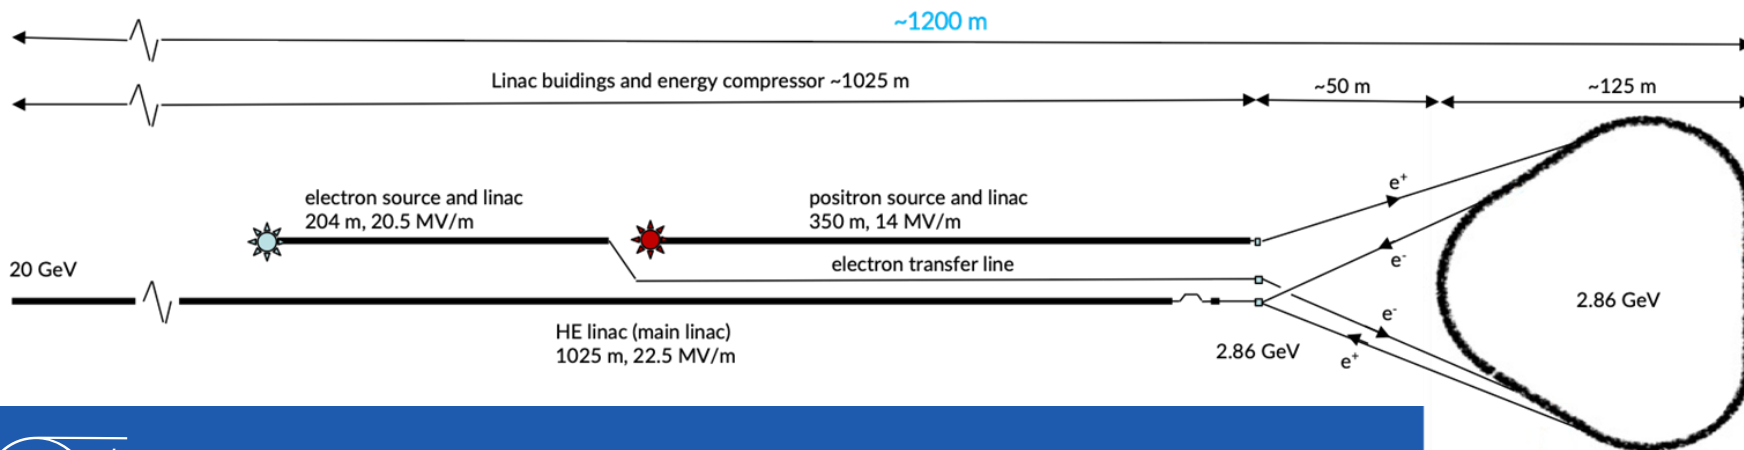 ~1200 m
Linac buidings and energy compressor ~1025 m
~50 m
~125 m
electron source and linac
204 m, 20.5 MV/m
positron source and linac
350 m, 14 MV/m
e+
20 GeV
electron transfer line
e-
2.86 GeV
e-
HE linac (main linac)
1025 m, 22.5 MV/m
2.86 GeV
e+